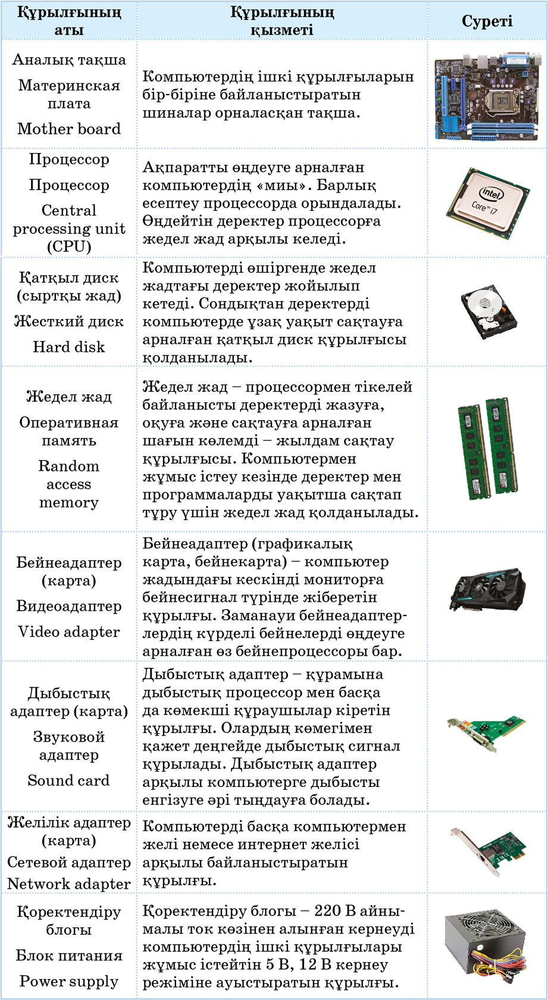 Құрылғының
аты
Құрылғының
қызметі
Суреті
Аналық тақша
Материнская
плата
Mother board
Компьютердің ішкі құрылғыларын
бір-біріне байланыстыратын
шиналар орналасқан тақша.
Процессор
Процессор
Central
processing unit
(CPU)
Ақпаратты өңдеуге арналған
компьютердің «миы». Барлық
есептеу процессорда орындалады.
Өңдейтін деректер процессорға
жедел жад арқылы келеді.
intel
Core™ i7
Қатқыл диск
(сыртқы жад)
Жесткий диск
Hard disk
Компьютерді өшіргенде жедел
жадтағы деректер жойылып
кетеді. Сондықтан деректерді
компьютерде ұзақ уақыт сақтауға
арналған қатқыл диск құрылғысы
қолданылады.
Жедел жад
Оперативная
память
Random
access
memory
Жедел жад – процессормен тікелей
байланысты деректерді жазуға,
оқуға және сақтауға арналған
шағын көлемді – жылдам сақтау
құрылғысы. Компьютермен
жұмыс істеу кезінде деректер мен
программаларды уақытша сақтап
тұру үшін жедел жад қолданылады.
Бейнеадаптер
(карта)
Видеоадаптер
Video adapter
Бейнеадаптер (графикалық
карта, бейнекарта) – компьютер
жадындағы кескінді мониторға
бейнесигнал түрінде жіберетін
құрылғы. Заманауи бейнеадаптер-
лердің күрделі бейнелерді өңдеуге
арналған өз бейнепроцессоры бар.
Дыбыстық
адаптер (карта)
Звуковой
адаптер
Sound card
Дыбыстық адаптер – құрамына
дыбыстық процессор мен басқа
да көмекші құраушылар кіретін
құрылғы. Олардың көмегімен
қажет деңгейде дыбыстық сигнал
құрылады. Дыбыстық адаптер
арқылы компьютерге дыбысты
енгізуге әрі тыңдауға болады.
Желілік адаптер
(карта)
Сетевой адаптер
Network adapter
Компьютерді басқа компьютермен
желі немесе интернет желісі
арқылы байланыстыратын
құрылғы.
Қоректендіру
блогы
Блок питания
Power supply
Қоректендіру блогы – 220 В айны-
малы ток көзінен алынған кернеуді
компьютердің ішкі құрылғылары
жұмыс істейтін 5 В, 12 В кернеу
режіміне ауыстыратын құрылғы.